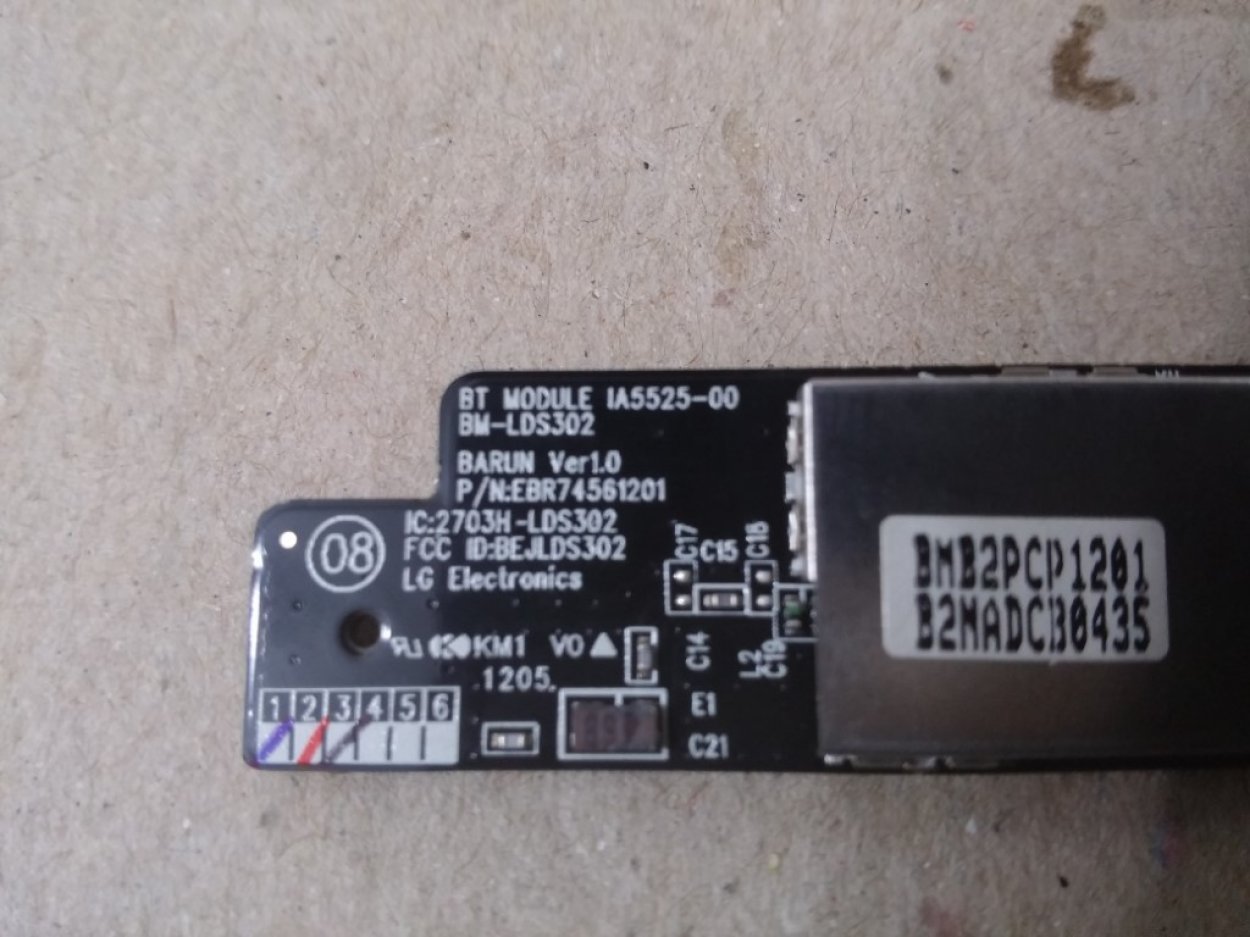 BT MODULE IA5525-00
BM-LDS302
BARUN Ver1.0
P/N:EBR74561201
IC:2703H-LDS302
FCC ID:BEJLDS302
LG Electronics
08
KM1 V0
1205
1 2 3 4 5 6
C17
C15
C18
C14
L2
C19
E1
C21
BMB2PCP1201
B2MADCB0435